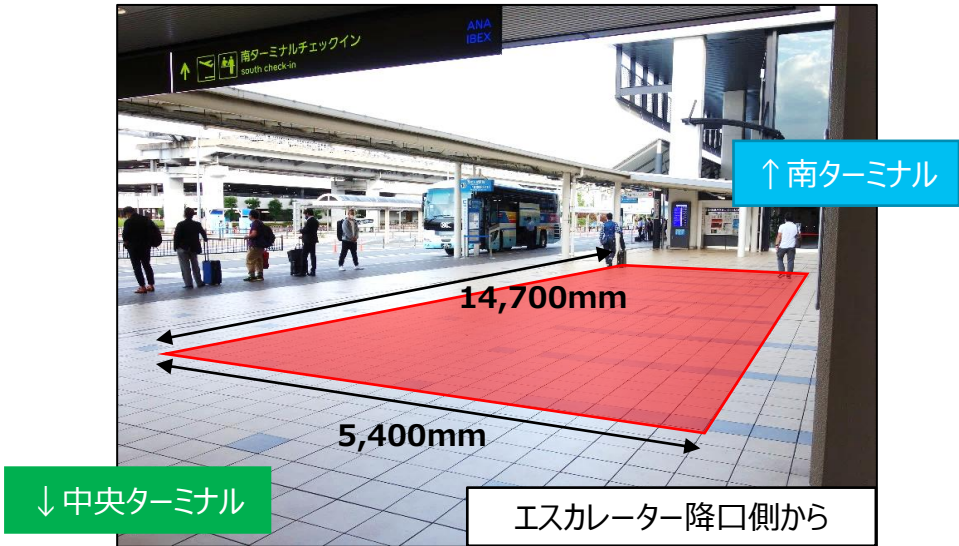 南ターミナルチェックイン
south check-in
ANA
IBEX
↑南ターミナル
14,700mm
5,400mm
↓中央ターミナル
エスカレーター降口側から